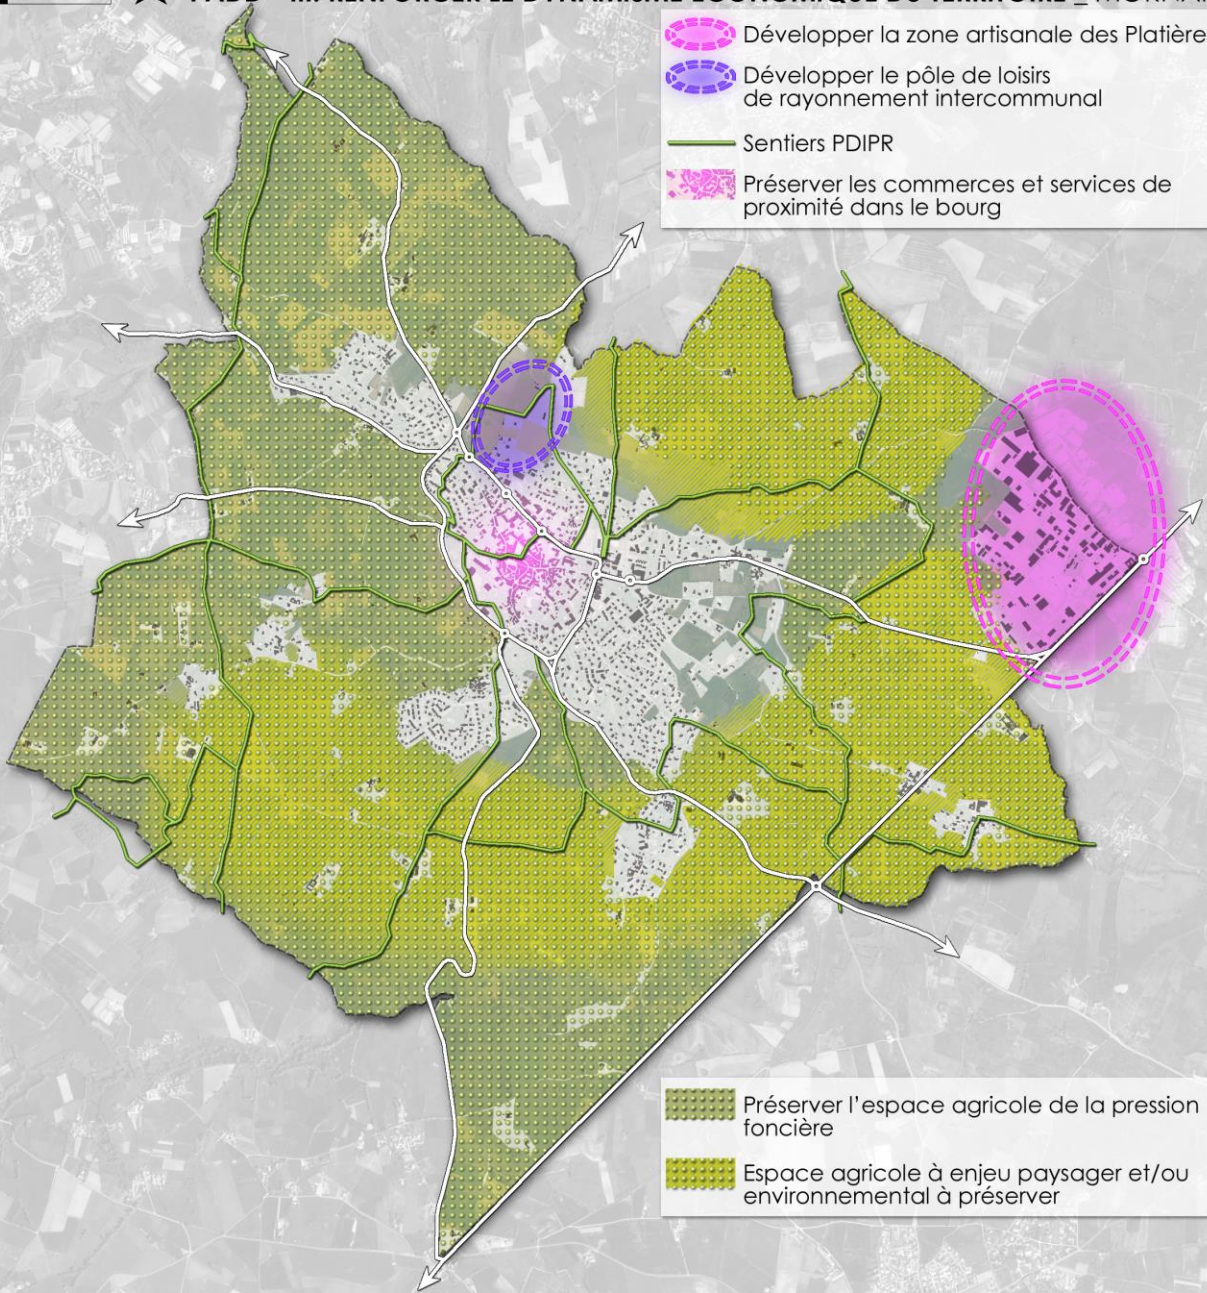 Développer la zone artisanale des Platière
Développer le pôle de loisirs
de rayonnement intercommunal
Sentiers PDIPR
Préserver les commerces et services de
proximité dans le bourg
Préserver l'espace agricole de la pression
foncière
Espace agricole à enjeu paysager et/ou
environnemental à préserver